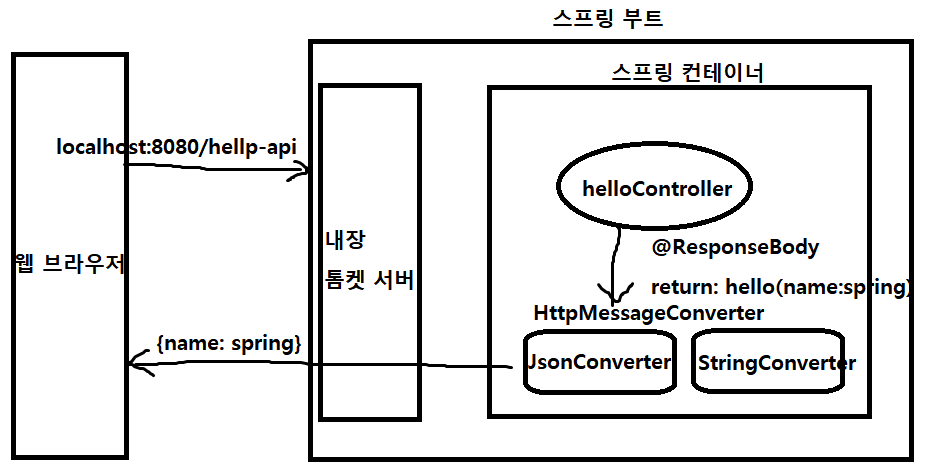 스프링 부트
스프링 컨테이너
localhost:8080/hellp-api
helloController
내장
톰켓 서버
웹 브라우저
@ResponseBody
return: hello(name:spring)
HttpMessageConverter
{name: spring}
JsonConverter
StringConverter